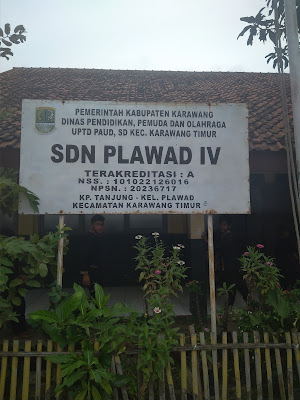 PEMERINTAH KABUPATEN KARAWANG
DINAS PENDIDIKAN, PEMUDA DAN OLAHRAGA
UPTD PAUD, SD KEC. KARAWANG TIMUR
SDN PLAWAD IV
TERAKREDITASI : A
NSS. : 101022126016
NPSN. : 20236717
KP. TANJUNG - KEL. PLAWAD
KECAMATAN KARAWANG TIMUR